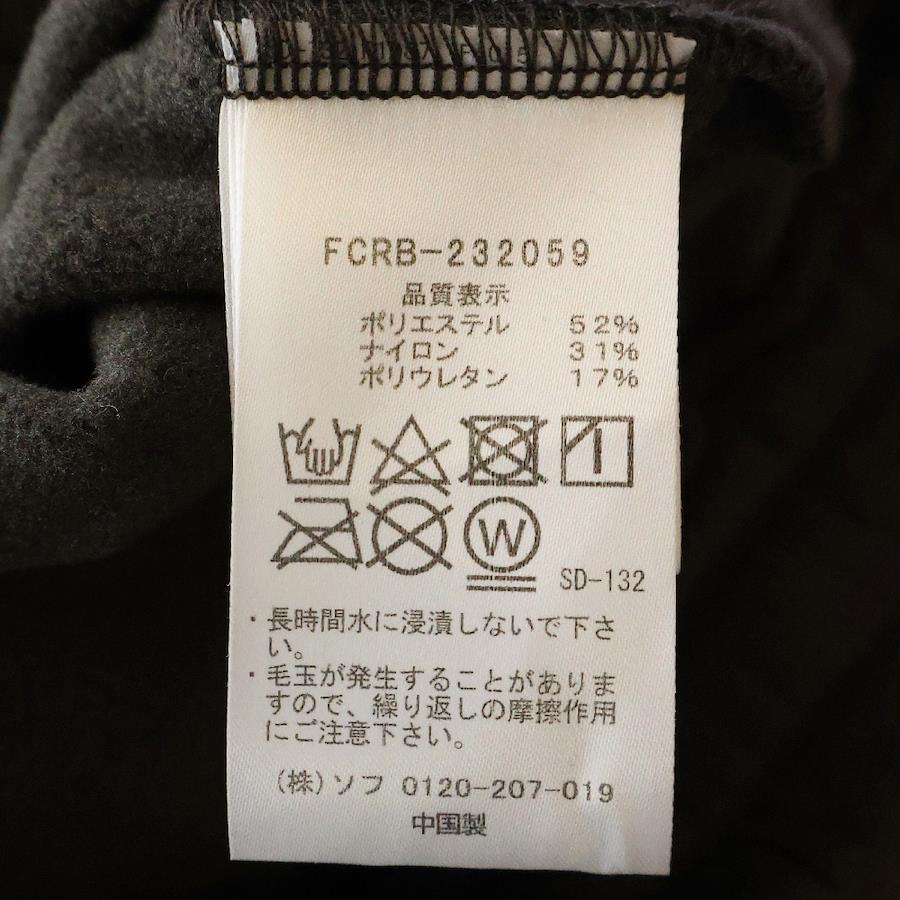 FCRB-232059
品質表示
ポリエステル 52%
ナイロン 31%
ポリウレタン 17%
W
SD-132
・長時間水に浸漬しないで下さ
い。
・毛玉が発生することがありま
すので、繰り返しの摩擦作用
にご注意下さい。
(株)ソフ 0120-207-019
中国製